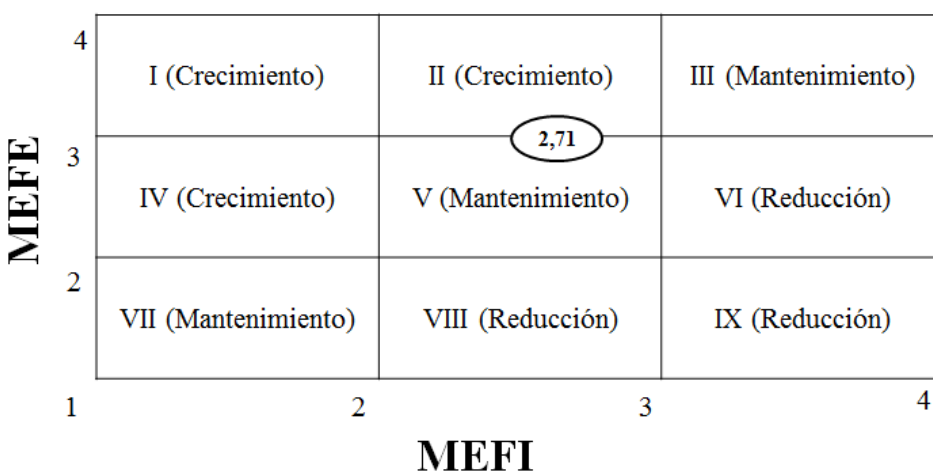 4
I (Crecimiento)
II (Crecimiento)
III (Mantenimiento)
2,71
3
MEFE
IV (Crecimiento)
V (Mantenimiento)
VI (Reducción)
2
VII (Mantenimiento)
VIII (Reducción)
IX (Reducción)
1
2
3
4
MEFI